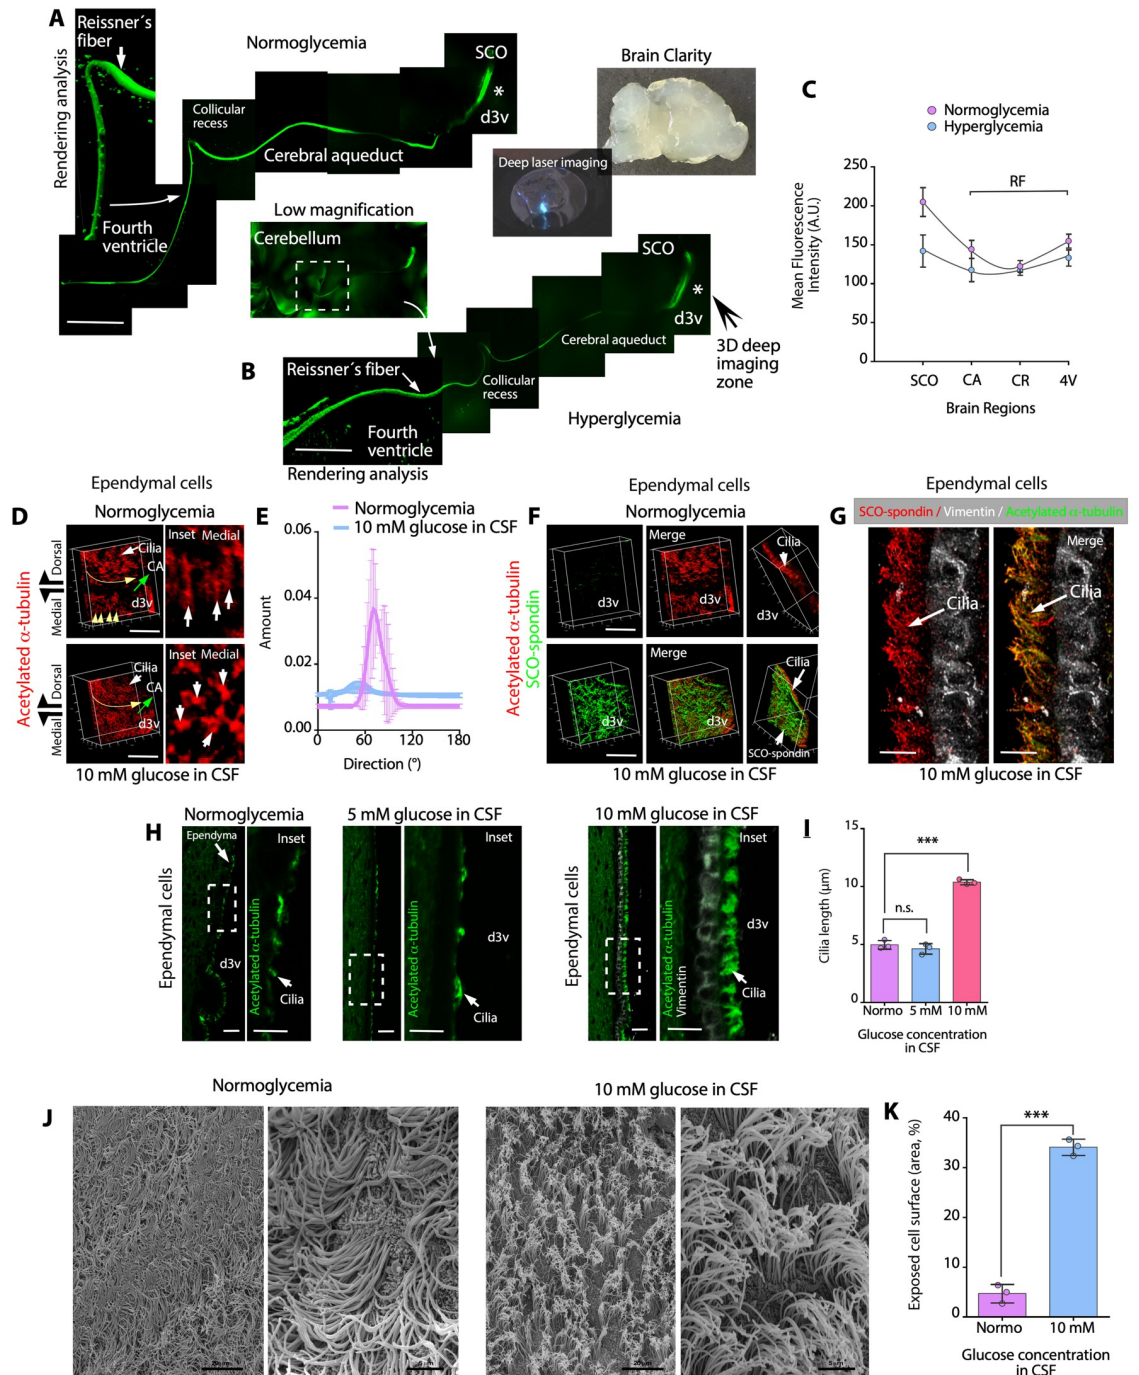 A
Reissner´s
fiber
Rendering analysis
Normoglycemia
SCO
*
d3v
Collicular
recess
Cerebral aqueduct
Fourth
ventricle
Brain Clarity
Deep laser imaging
Low magnification
Cerebellum
B
Reissner´s fiber
Fourth
ventricle
Rendering analysis
Collicular
recess
Cerebral aqueduct
SCO
*
d3v
3D deep
imaging
zone
Hyperglycemia
C
Normoglycemia
Hyperglycemia
RF
Mean Fluorescence
Intensity (A.U.)
250
200
150
100
50
0
SCO CA CR 4V
Brain Regions
D
Ependymal cells
Normoglycemia
Acetylated α-tubulin
Medial Dorsal
Cilia
CA
d3v
Inset Medial
Medial Dorsal
Cilia
CA
d3v
Inset Medial
10 mM glucose in CSF
E
Normoglycemia
10 mM glucose in CSF
Amount
0.06
0.04
0.02
0.00
0 60 120 180
Direction (°)
F
Ependymal cells
Normoglycemia
Acetylated α-tubulin
SCO-spondin
d3v
Merge
d3v
Cilia
d3v
d3v
Merge
d3v
Cilia
d3v
SCO-spondin
10 mM glucose in CSF
G
Ependymal cells
SCO-spondin / Vimentin / Acetylated α-tubulin
Cilia
Merge
Cilia
10 mM glucose in CSF
H
Ependymal cells
Normoglycemia
Ependyma
d3v
Inset
Acetylated α-tubulin
Cilia
5 mM glucose in CSF
Inset
Acetylated α-tubulin
d3v
Cilia
Ependymal cells
10 mM glucose in CSF
Inset
Acetylated α-tubulin
Vimentin
d3v
Cilia
I
Cilia length (µm)
15
10
5
0
***
n.s.
Normo 5 mM 10 mM
Glucose concentration
in CSF
J
Normoglycemia
5 µm
10 mM glucose in CSF
20 µm
5 µm
K
Exposed cell surface (area, %)
40
30
20
10
0
***
Normo 10 mM
Glucose concentration
in CSF